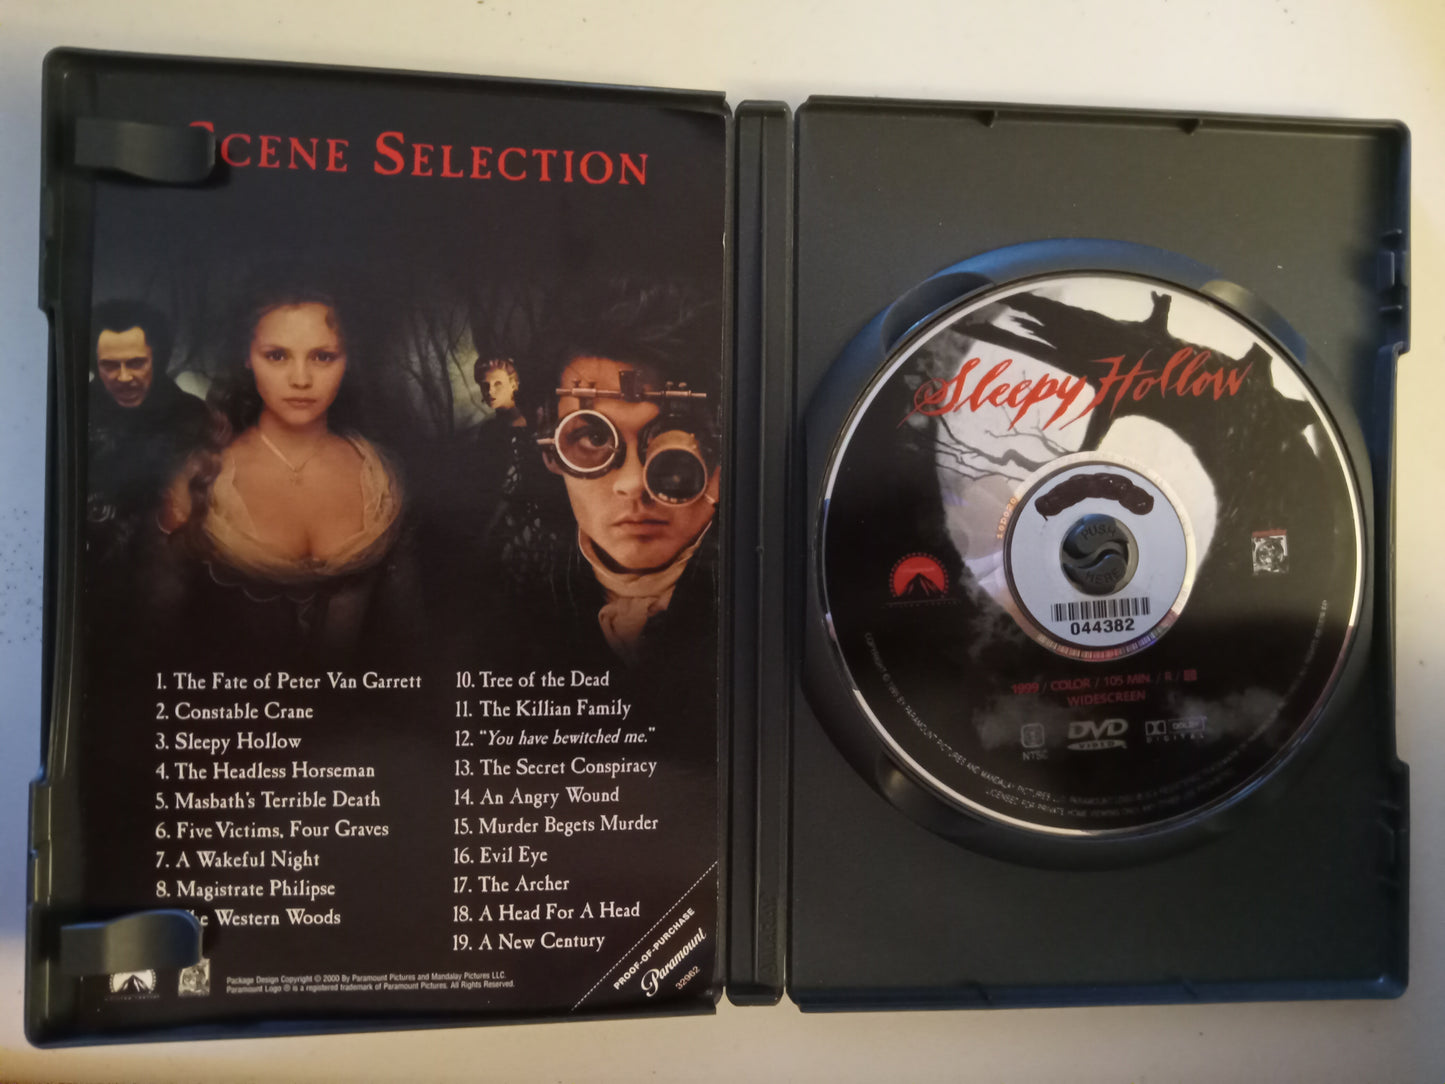 SCENE SELECTION
1. The Fate of Peter Van Garrett
2. Constable Crane
3. Sleepy Hollow
4. The Headless Horseman
5. Masbath's Terrible Death
6. Five Victims, Four Graves
7. A Wakeful Night
8. Magistrate Philipse
he Western Woods
10. Tree of the Dead
11. The Killian Family
12. "You have bewitched me."
13. The Secret Conspiracy
14. An Angry Wound
15. Murder Begets Murder
16. Evil Eye
17. The Archer
18. A Head For A Head
19. A New Century
Package Design Copyright © 2000 By Paramount Pictures and Mandalay Pictures LLC.
Paramount Logo ® is a registered trademark of Paramount Pictures. All Rights Reserved.
PROOF-OF-PURCHASE
Paramount
32962
Sleepy Hollow
PUSH
HERE
044382
1999 / COLOR / 105 MIN. / R /
WIDESCREEN
NTSC
DVD
VIDEO
DOLBY
DIGITAL